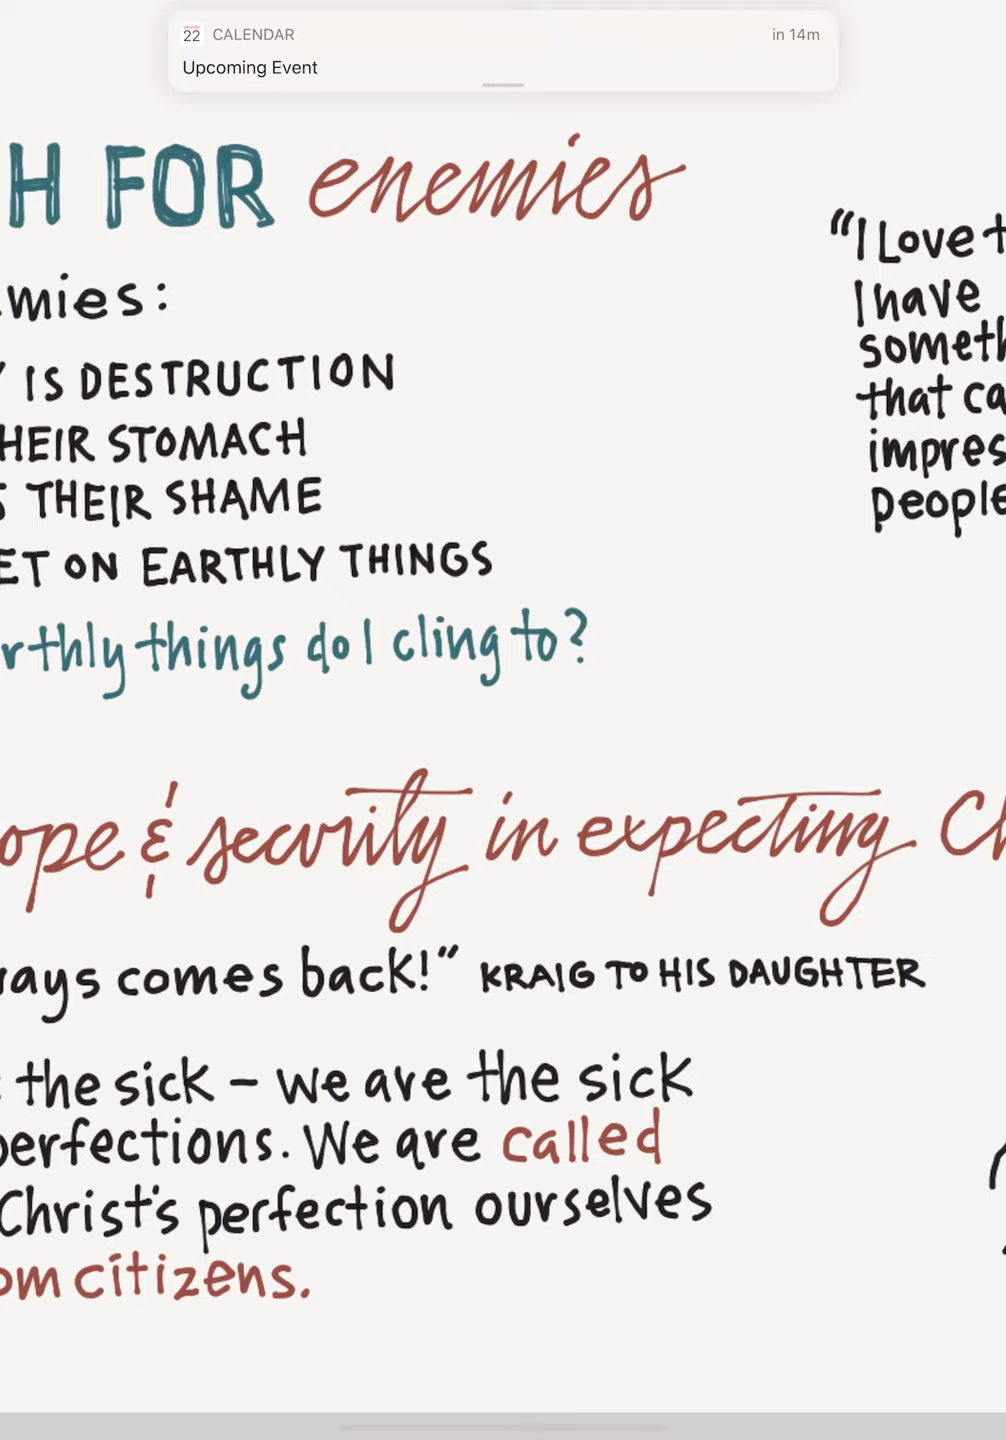 22 CALENDAR in 14m
Upcoming Event
H FOR enemies
mies:
IS DESTRUCTION
HEIR STOMACH
THEIR SHAME
ET ON EARTHLY THINGS
rthly things do I cling to?
"I Love t
I have
someth
that ca
impres
people
ope & security in expecting Ch
ays comes back!" KRAIG TO HIS DAUGHTER
the sick - we are the sick
perfections. We are called
Christ's perfection ourselves
om citizens.